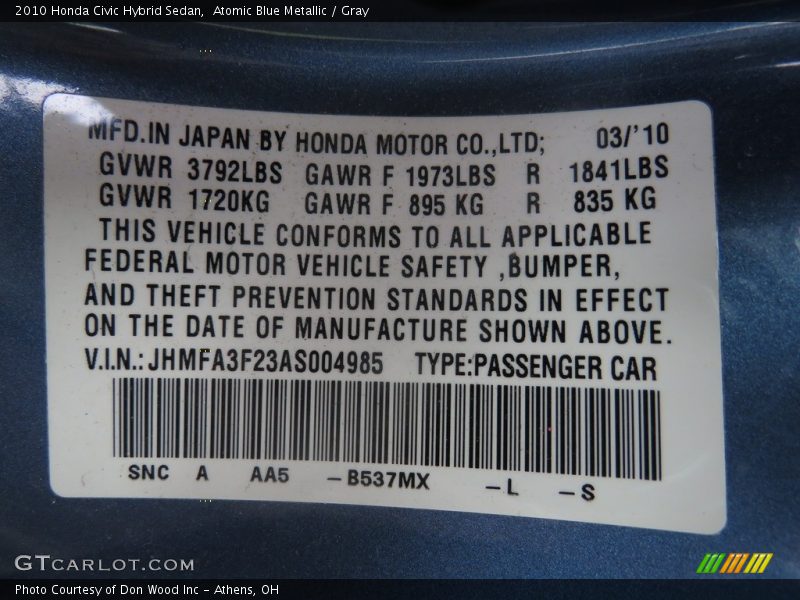 2010 Honda Civic Hybrid Sedan,  Atomic Blue Metallic / Gray
MFD.IN JAPAN BY HONDA MOTOR CO.,LTD; 03/'10
GVWR 3792LBS GAWR F 1973LBS R 1841LBS
GVWR 1720KG GAWR F 895 KG R 835 KG
THIS VEHICLE CONFORMS TO ALL APPLICABLE
FEDERAL MOTOR VEHICLE SAFETY ,BUMPER,
AND THEFT PREVENTION STANDARDS IN EFFECT
ON THE DATE OF MANUFACTURE SHOWN ABOVE.
V.I.N.: JHMFA3F23AS004985 TYPE:PASSENGER CAR
SNC A AA5 –B537MX –L –S
GTCARLOT.COM
Photo Courtesy of Don Wood Inc – Athens, OH